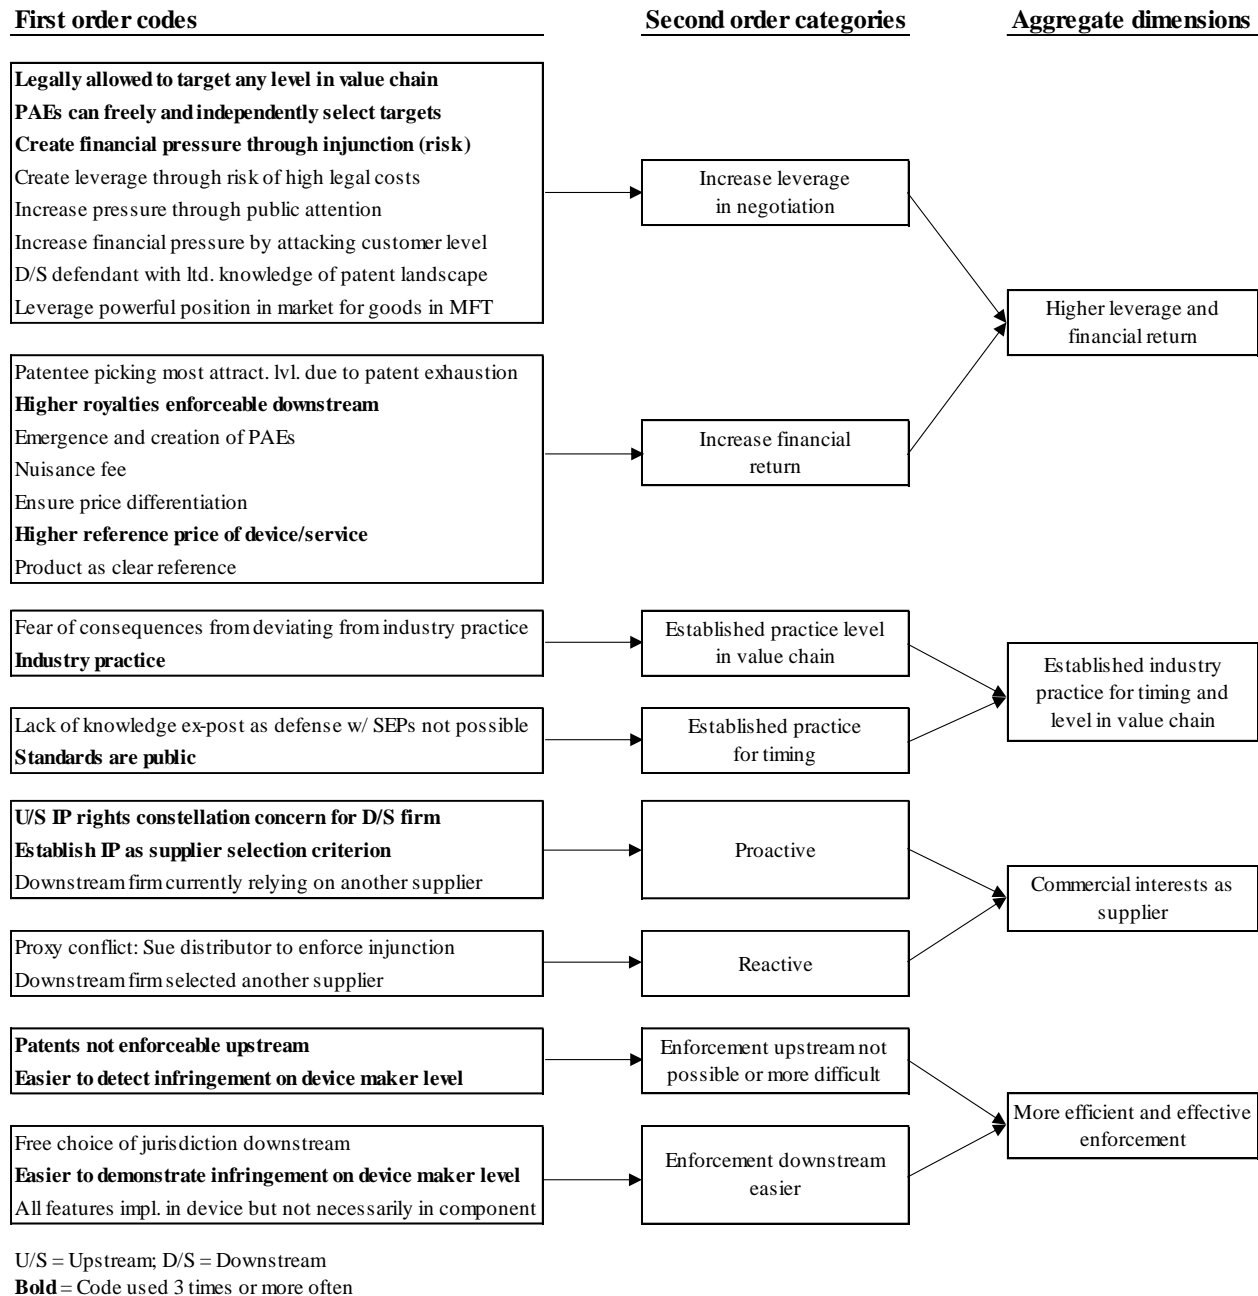 First order codes
Second order categories
Aggregate dimensions
Legally allowed to target any level in value chain
PAEs can freely and independently select targets
Create financial pressure through injunction (risk)
Create leverage through risk of high legal costs
Increase pressure through public attention
Increase financial pressure by attacking customer level
D/S defendant with ltd. knowledge of patent landscape
Leverage powerful position in market for goods in MFT
Increase leverage
in negotiation
Patentee picking most attract. lvl. due to patent exhaustion
Higher royalties enforceable downstream
Emergence and creation of PAEs
Nuisance fee
Ensure price differentiation
Higher reference price of device/service
Product as clear reference
Increase financial
return
Higher leverage and
financial return
Fear of consequences from deviating from industry practice
Industry practice
Established practice level
in value chain
Lack of knowledge ex-post as defense w/ SEPs not possible
Standards are public
Established practice
for timing
Established industry
practice for timing and
level in value chain
U/S IP rights constellation concern for D/S firm
Establish IP as supplier selection criterion
Downstream firm currently relying on another supplier
Proactive
Proxy conflict: Sue distributor to enforce injunction
Downstream firm selected another supplier
Reactive
Commercial interests as
supplier
Patents not enforceable upstream
Easier to detect infringement on device maker level
Enforcement upstream not
possible or more difficult
Free choice of jurisdiction downstream
Easier to demonstrate infringement on device maker level
All features impl. in device but not necessarily in component
Enforcement downstream
easier
More efficient and effective
enforcement
U/S = Upstream; D/S = Downstream
Bold = Code used 3 times or more often